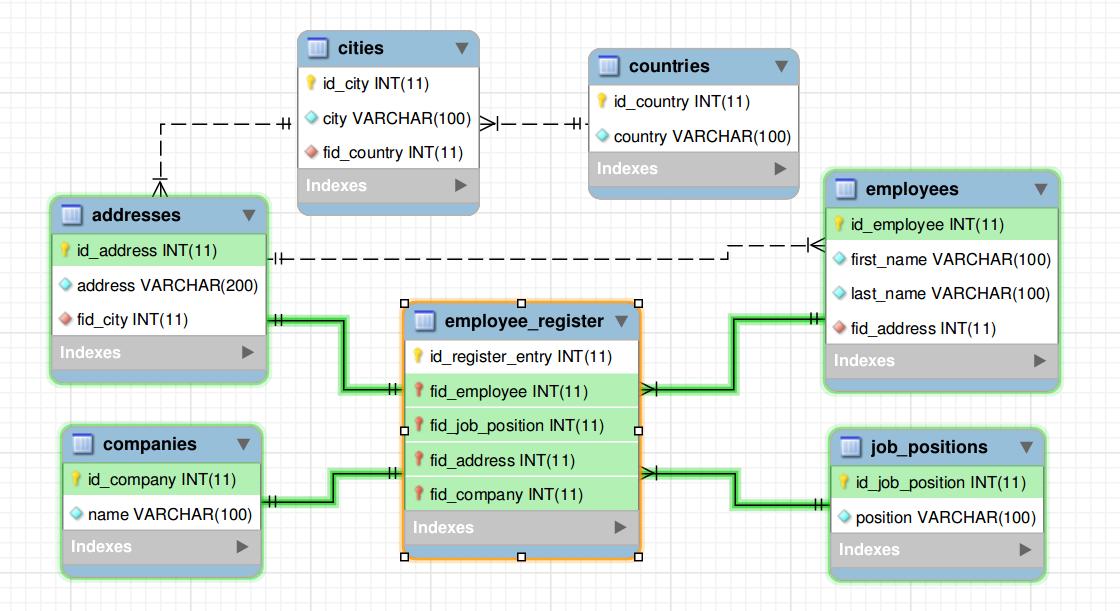 cities
id_city INT(11)
city VARCHAR(100)
fid_country INT(11)
Indexes
countries
id_country INT(11)
country VARCHAR(100)
Indexes
addresses
id_address INT(11)
address VARCHAR(200)
fid_city INT(11)
Indexes
employees
id_employee INT(11)
first_name VARCHAR(100)
last_name VARCHAR(100)
fid_address INT(11)
Indexes
employee_register
id_register_entry INT(11)
fid_employee INT(11)
fid_job_position INT(11)
fid_address INT(11)
fid_company INT(11)
Indexes
companies
id_company INT(11)
name VARCHAR(100)
Indexes
job_positions
id_job_position INT(11)
position VARCHAR(100)
Indexes